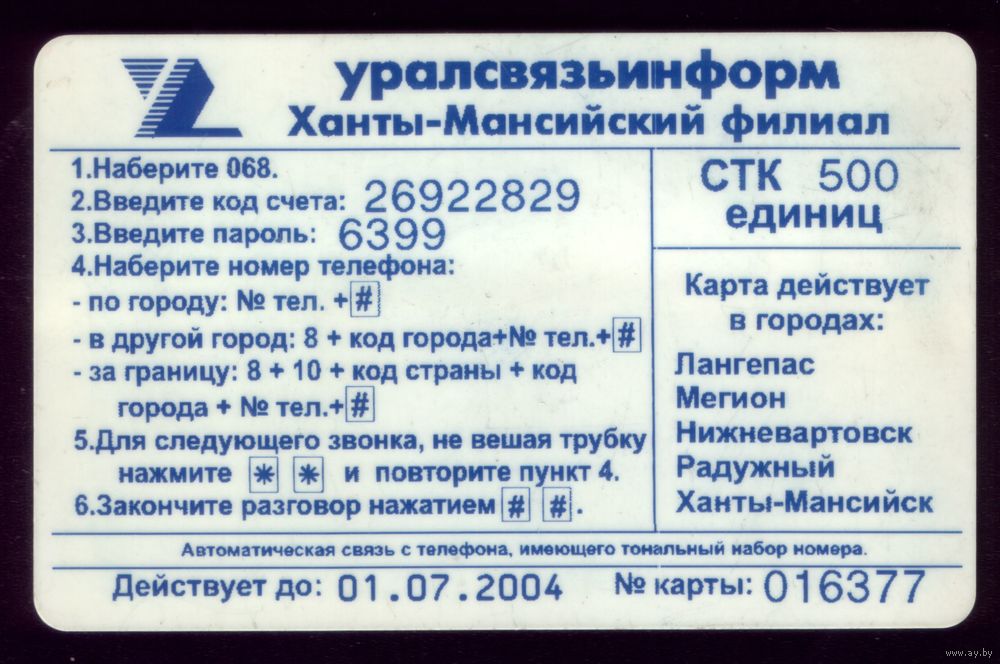 уралсвязьинформ
Ханты-Мансийский филиал
1.Наберите 068.
2.Введите код счета: 26922829
3.Введите пароль: 6399
4.Наберите номер телефона:
- по городу: № тел. +#
- в другой город: 8 + код города+№ тел.+#
- за границу: 8 + 10 + код страны + код
города + № тел.+#
5.Для следующего звонка, не вешая трубку
нажмите * * и повторите пункт 4.
6.Закончите разговор нажатием # #.
СТК 500
единиц
Карта действует
в городах:
Лангепас
Мегион
Нижневартовск
Радужный
Ханты-Мансийск
Автоматическая связь с телефона, имеющего тональный набор номера.
Действует до: 01.07.2004 № карты: 016377
www.ay.by